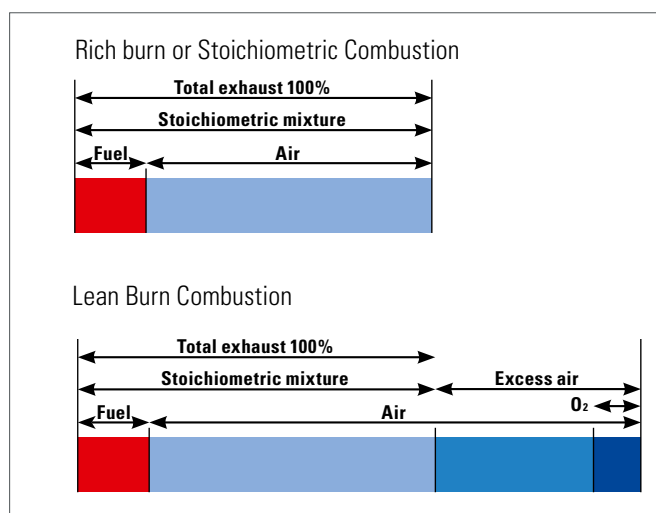 Rich burn or Stoichiometric Combustion
Total exhaust 100%
Stoichiometric mixture
Fuel Air
Lean Burn Combustion
Total exhaust 100%
Stoichiometric mixture Excess air
O₂
Fuel Air